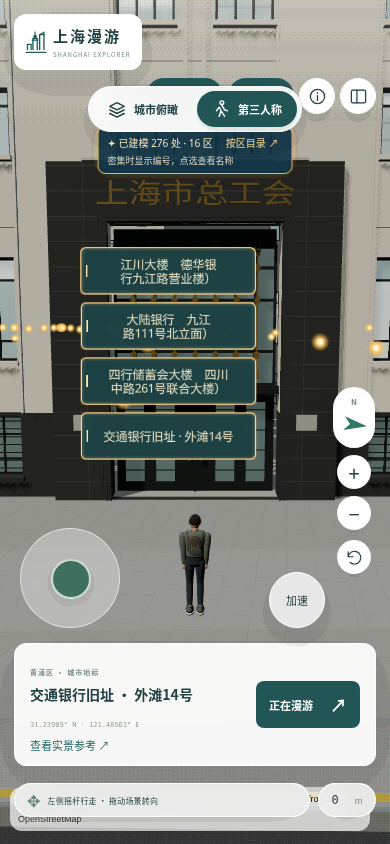 上海漫游
SHANGHAI EXPLORER
城市俯瞰
第三人称
✦ 已建模 276 处 · 16 区 按区目录 ↗
密集时显示编号，点选查看名称
上海市总工会
江川大楼 德华银
行九江路营业楼）
大陆银行 九江
路111号北立面）
四行储蓄会大楼 四川
中路261号联合大楼）
交通银行旧址 · 外滩14号
N
+
−
加速
黄浦区 · 城市地标
交通银行旧址 · 外滩14号
31.23909° N · 121.48563° E
正在漫游 ↗
查看实景参考 ↗
左侧摇杆行走 · 拖动场景转向
0 m
OpenStreetMap